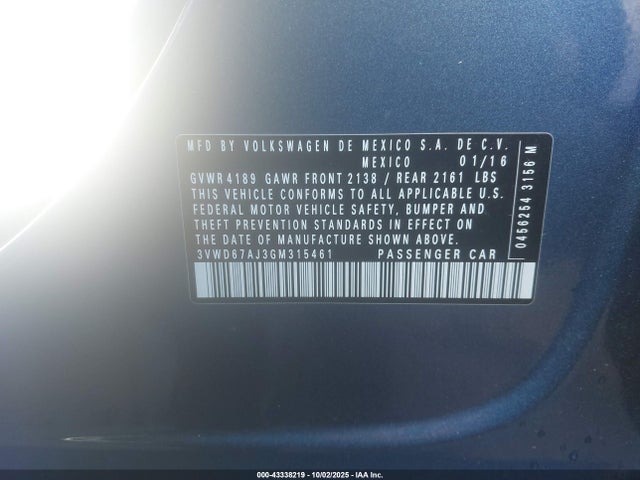 MFD BY VOLKSWAGEN DE MEXICO S.A. DE C.V.
MEXICO 01/16
GVWR 4189 GAWR FRONT 2138 / REAR 2161 LBS
THIS VEHICLE CONFORMS TO ALL APPLICABLE U.S.
FEDERAL MOTOR VEHICLE SAFETY, BUMPER AND
THEFT PREVENTION STANDARDS IN EFFECT ON
THE DATE OF MANUFACTURE SHOWN ABOVE.
3VWD67AJ3GM315461 PASSENGER CAR
0456254 3156 M
000-43338219 - 10/02/2025 - IAA Inc.